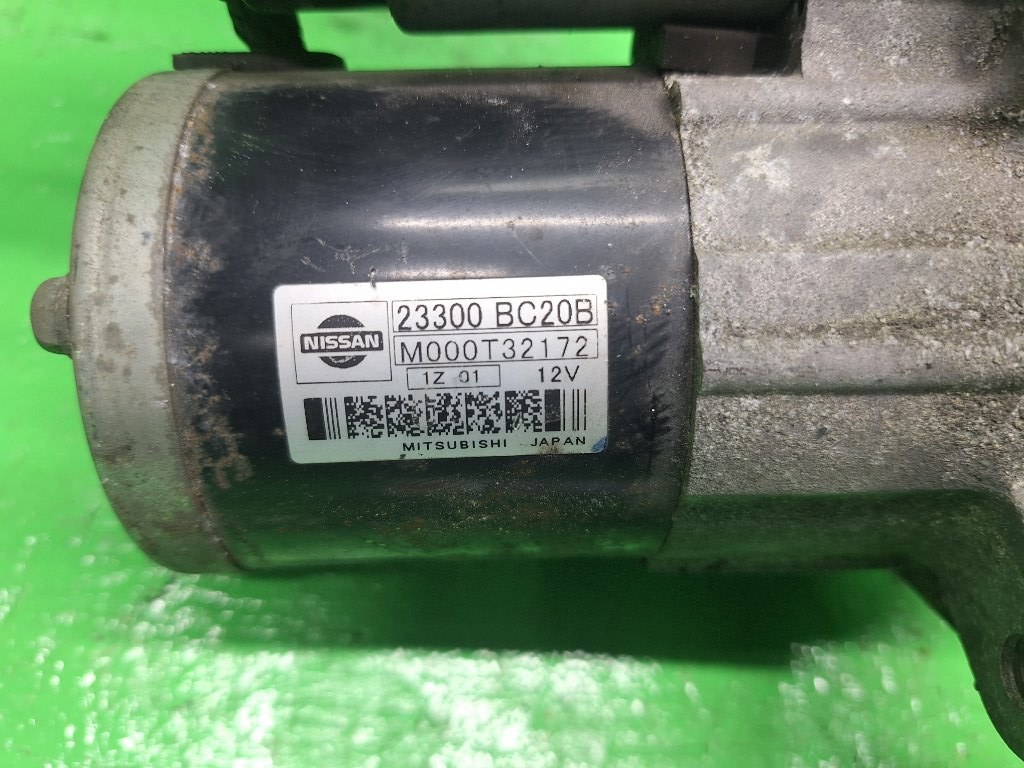 NISSAN
23300 BC20B
M000T32172
1Z 01 12V
MITSUBISHI JAPAN